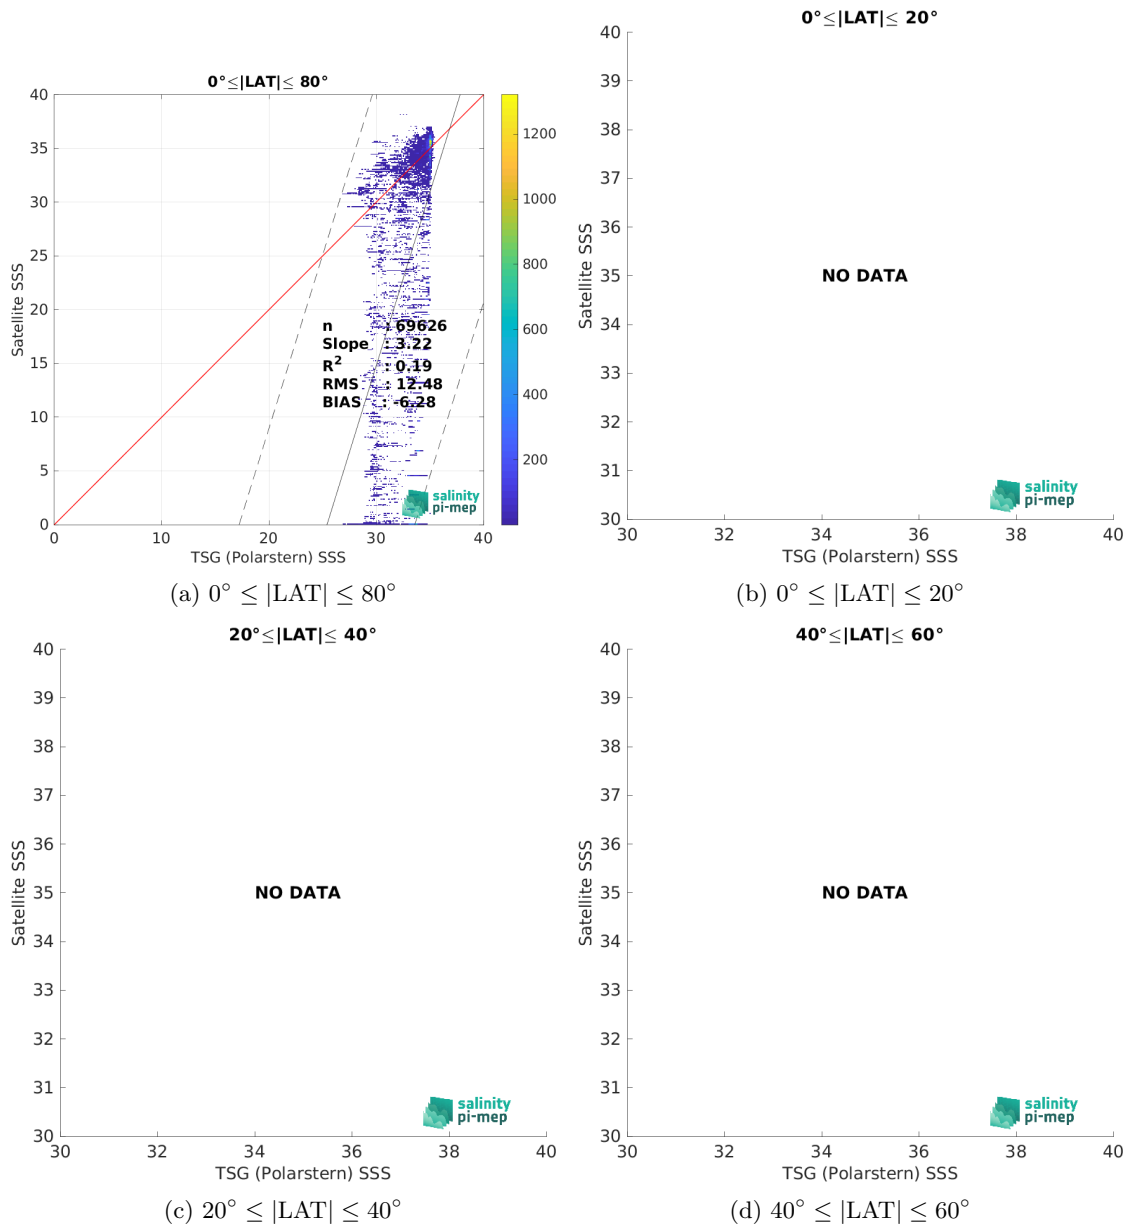 0°≤|LAT|≤ 80°
40
35
30
25
20
15
10
5
0
0
10
20
30
40
Satellite SSS
TSG (Polarstern) SSS
1200
1000
800
600
400
200
n : 69626
Slope : 3.22
R² : 0.19
RMS : 12.48
BIAS : -6.28
salinity
pi-mep
(a) 0° ≤ |LAT| ≤ 80°
0°≤|LAT|≤ 20°
40
39
38
37
36
35
34
33
32
31
30
30
32
34
36
38
40
Satellite SSS
NO DATA
salinity
pi-mep
TSG (Polarstern) SSS
(b) 0° ≤ |LAT| ≤ 20°
20°≤|LAT|≤ 40°
40
39
38
37
36
35
34
33
32
31
30
30
32
34
36
38
40
Satellite SSS
NO DATA
salinity
pi-mep
TSG (Polarstern) SSS
(c) 20° ≤ |LAT| ≤ 40°
40°≤|LAT|≤ 60°
40
39
38
37
36
35
34
33
32
31
30
30
32
34
36
38
40
Satellite SSS
NO DATA
salinity
pi-mep
TSG (Polarstern) SSS
(d) 40° ≤ |LAT| ≤ 60°